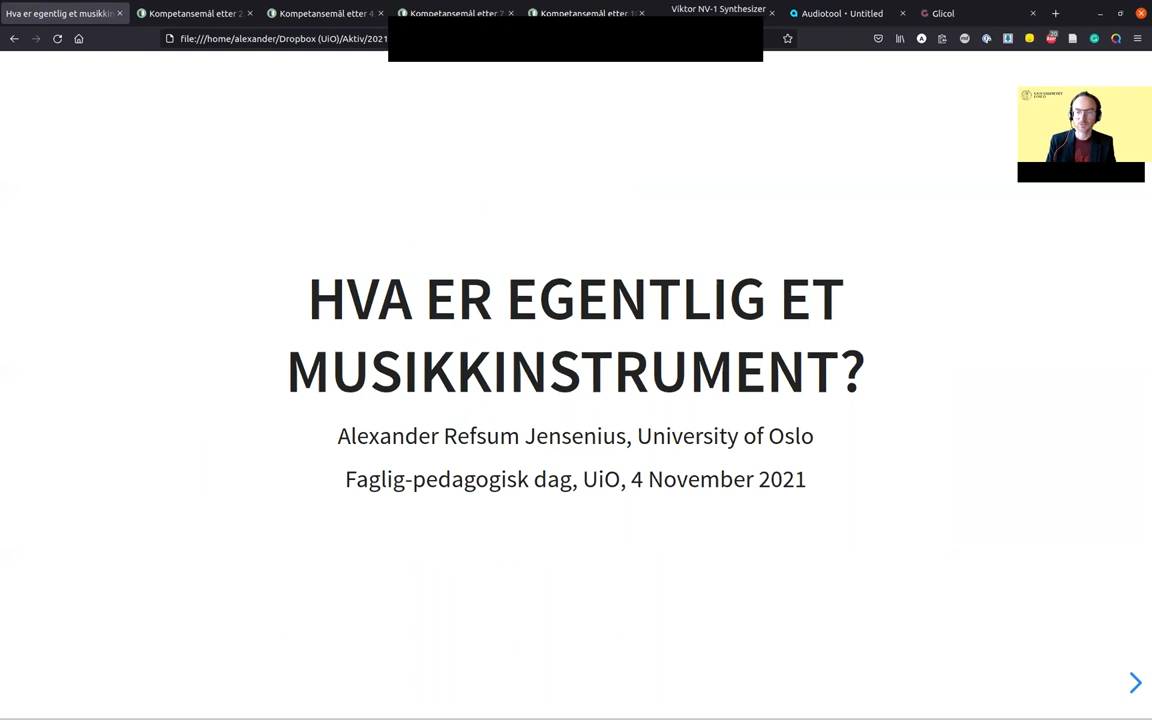 Hva er egentlig et musikkin
Kompetansemål etter 2
Kompetansemål etter 4
Kompetansemål etter 7
Kompetansemål etter 1
Viktor NV-1 Synthesizer
Audiotool • Untitled
Glicol
file:///home/alexander/Dropbox (UiO)/Aktiv/2021
20
HVA ER EGENTLIG ET
MUSIKKINSTRUMENT?
Alexander Refsum Jensenius, University of Oslo
Faglig-pedagogisk dag, UiO, 4 November 2021